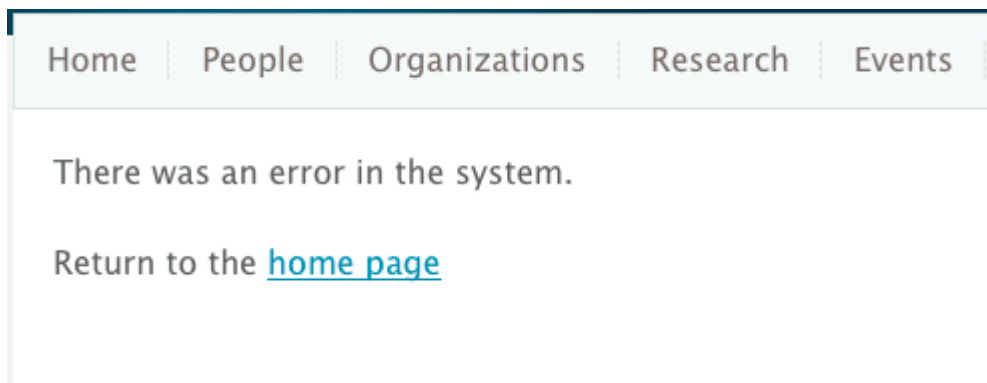 Home People Organizations Research Events
There was an error in the system.
Return to the home page